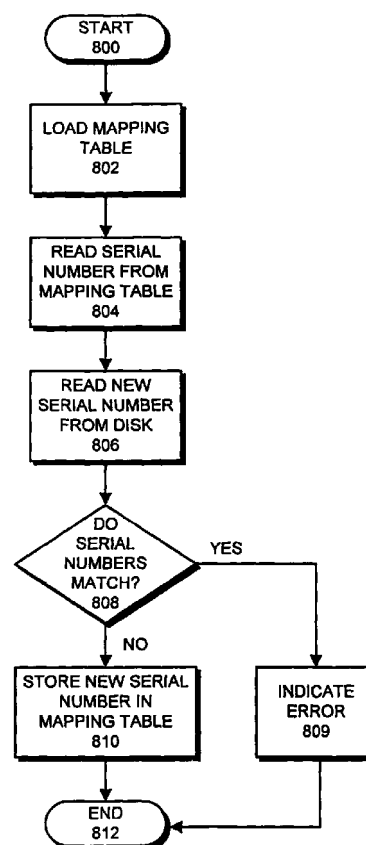 START
800
LOAD MAPPING
TABLE
802
READ SERIAL
NUMBER FROM
MAPPING TABLE
804
READ NEW
SERIAL NUMBER
FROM DISK
806
DO
SERIAL
NUMBERS
MATCH?
808
YES
NO
STORE NEW SERIAL
NUMBER IN
MAPPING TABLE
810
INDICATE
ERROR
809
END
812